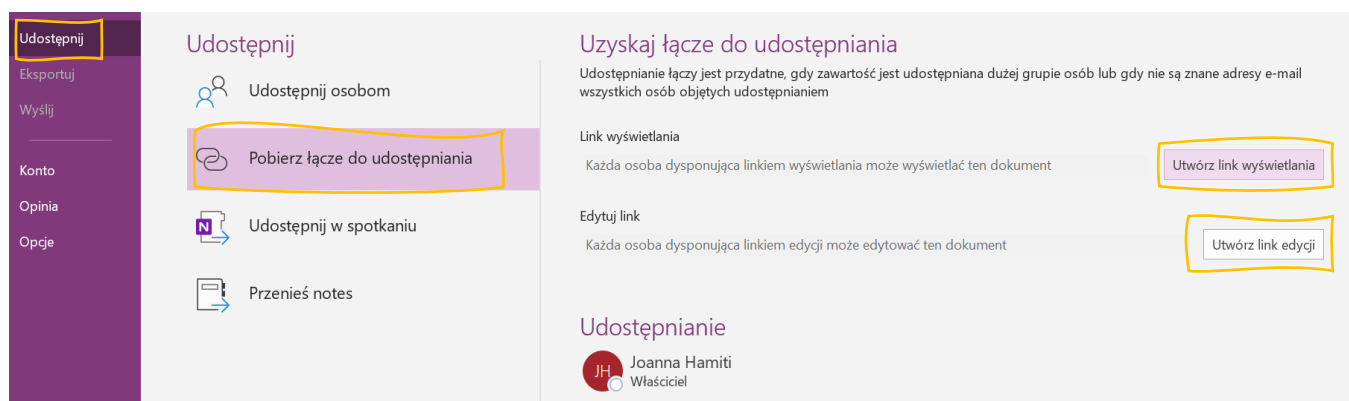 Udostępnij
Eksportuj
Wyślij
Konto
Opinia
Opcje
Udostępnij
Udostępnij osobom
Pobierz łącze do udostępniania
N
Udostępnij w spotkaniu
Przenieś notes
Uzyskaj łącze do udostępniania
Udostępnianie łączy jest przydatne, gdy zawartość jest udostępniana dużej grupie osób lub gdy nie są znane adresy e-mail
wszystkich osób objętych udostępnianiem
Link wyświetlania
Każda osoba dysponująca linkiem wyświetlania może wyświetlać ten dokument
Utwórz link wyświetlania
Edytuj link
Każda osoba dysponująca linkiem edycji może edytować ten dokument
Utwórz link edycji
Udostępnianie
JH
Joanna Hamiti
Właściciel